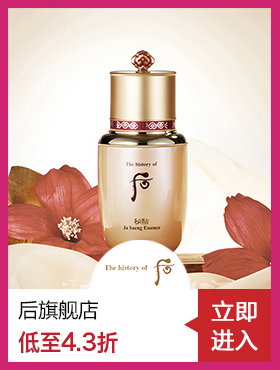 The history of
后
秘貼
Ja Saeng Essence
The history of 后
后旗舰店
低至4.3折
立即
进入